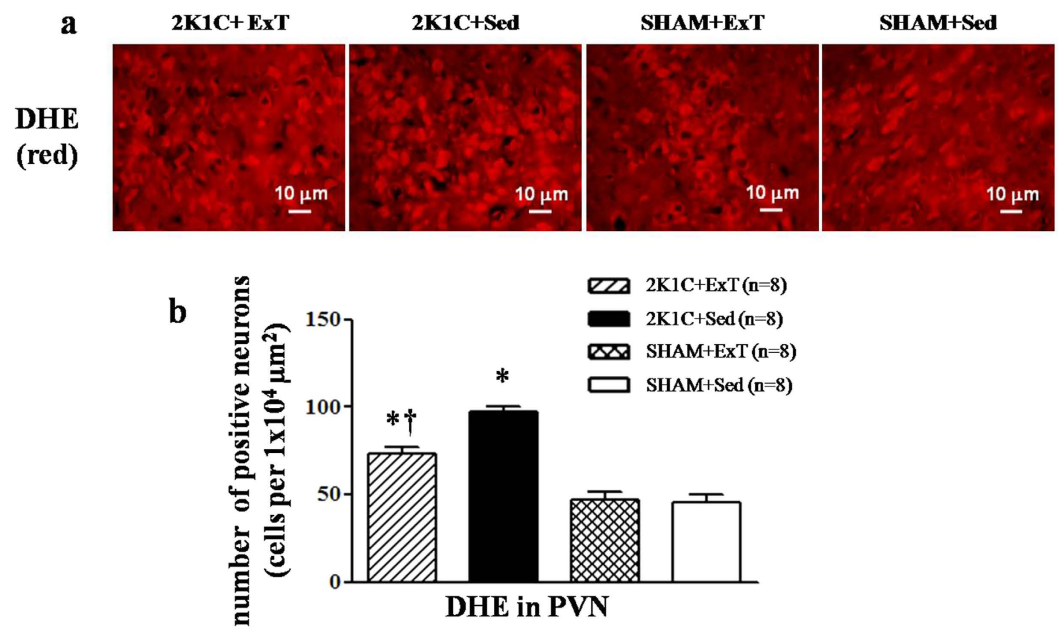 a
2K1C+ ExT
2K1C+Sed
SHAM+ExT
SHAM+Sed
DHE
(red)
10 μm
10 μm
10 μm
10 μm
b
number of positive neurons
(cells per 1x10⁴ μm²)
150
100
50
0
*†
*
2K1C+ExT (n=8)
2K1C+Sed (n=8)
SHAM+ExT (n=8)
SHAM+Sed (n=8)
DHE in PVN